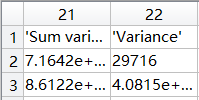 21 22
1 'Sum vari... 'Variance'
2 7.1642e+... 29716
3 8.6122e+... 4.0815e+...